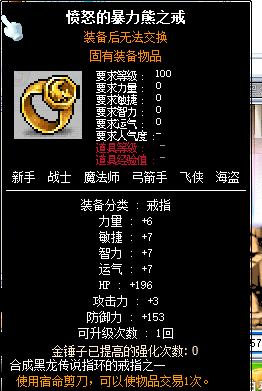 愤怒的暴力熊之戒
装备后无法交换
固有装备物品
要求等级： 100
要求力量： 0
要求敏捷： 0
要求智力： 0
要求运气： 0
要求人气度： -
道具等级： -
道具经验值： -
新手 战士 魔法师 弓箭手 飞侠 海盗
装备分类 : 戒指
力量 : +6
敏捷 : +7
智力 : +7
运气 : +7
HP : +196
攻击力 : +3
防御力 : +153
可升级次数 : 1回
金锤子已提高的强化次数: 0
合成黑龙传说指环的戒指之一
使用宿命剪刀，可以使物品交易1次。